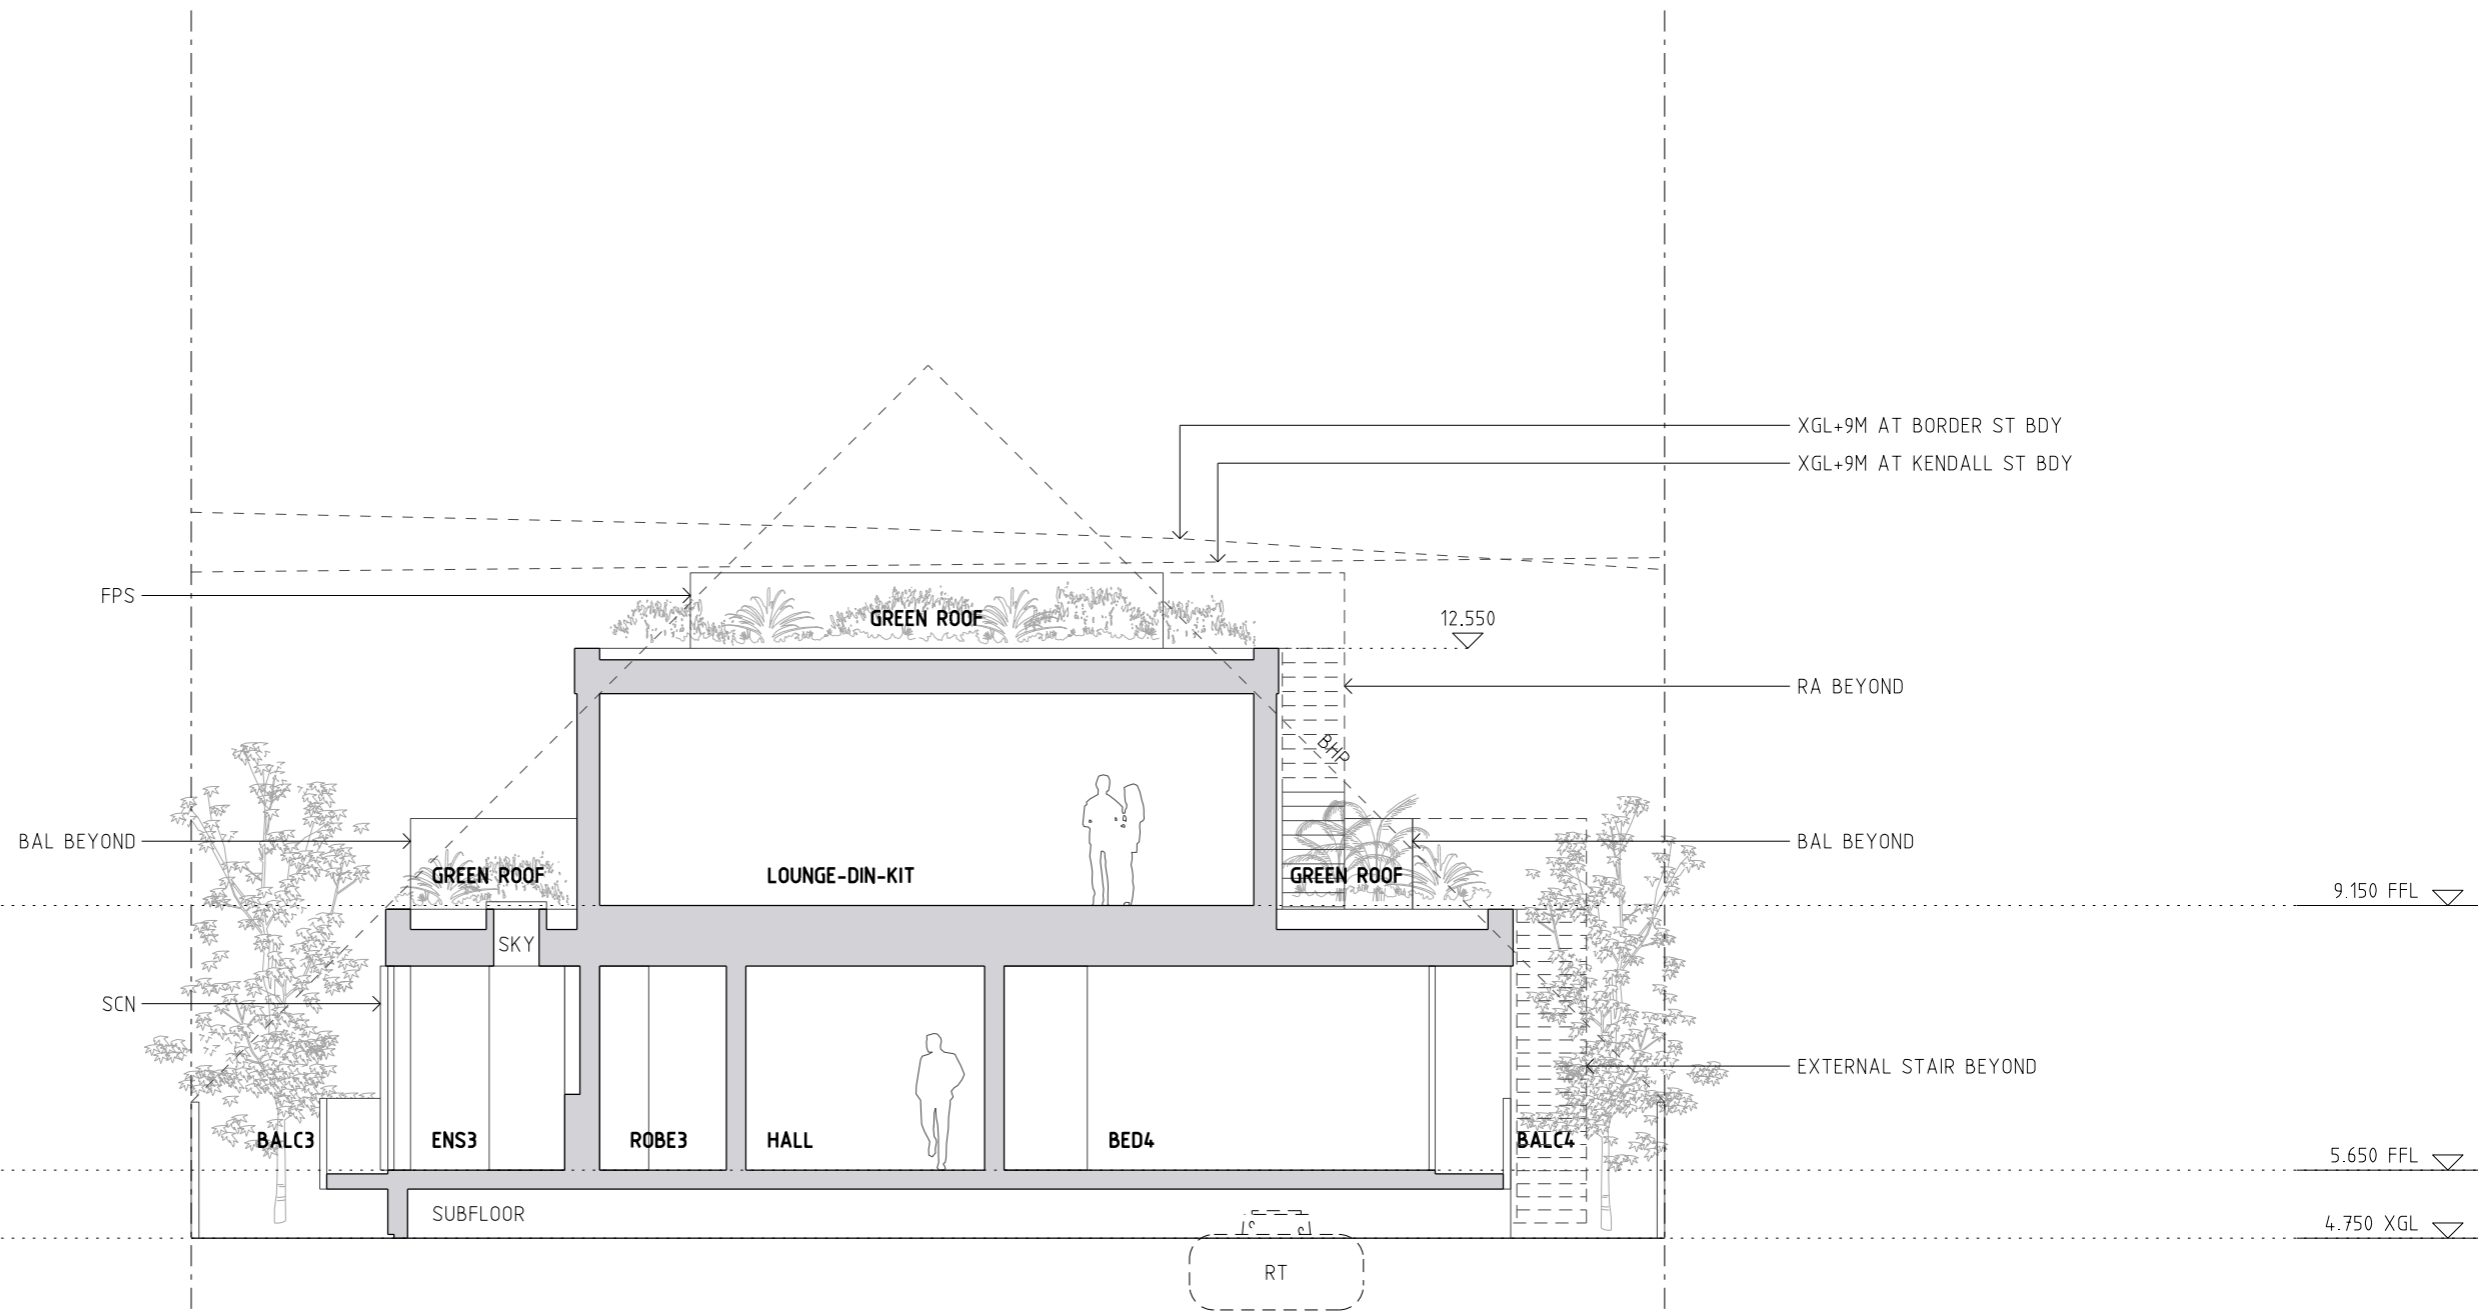 XGL+9M AT BORDER ST BDY
XGL+9M AT KENDALL ST BDY
FPS
GREEN ROOF
12.550
RA BEYOND
BHP
BAL BEYOND
BAL BEYOND
GREEN ROOF
LOUNGE-DIN-KIT
GREEN ROOF
9.150 FFL
SKY
SCN
EXTERNAL STAIR BEYOND
BALC3
ENS3
ROBE3
HALL
BED4
BALC4
5.650 FFL
SUBFLOOR
4.750 XGL
RT